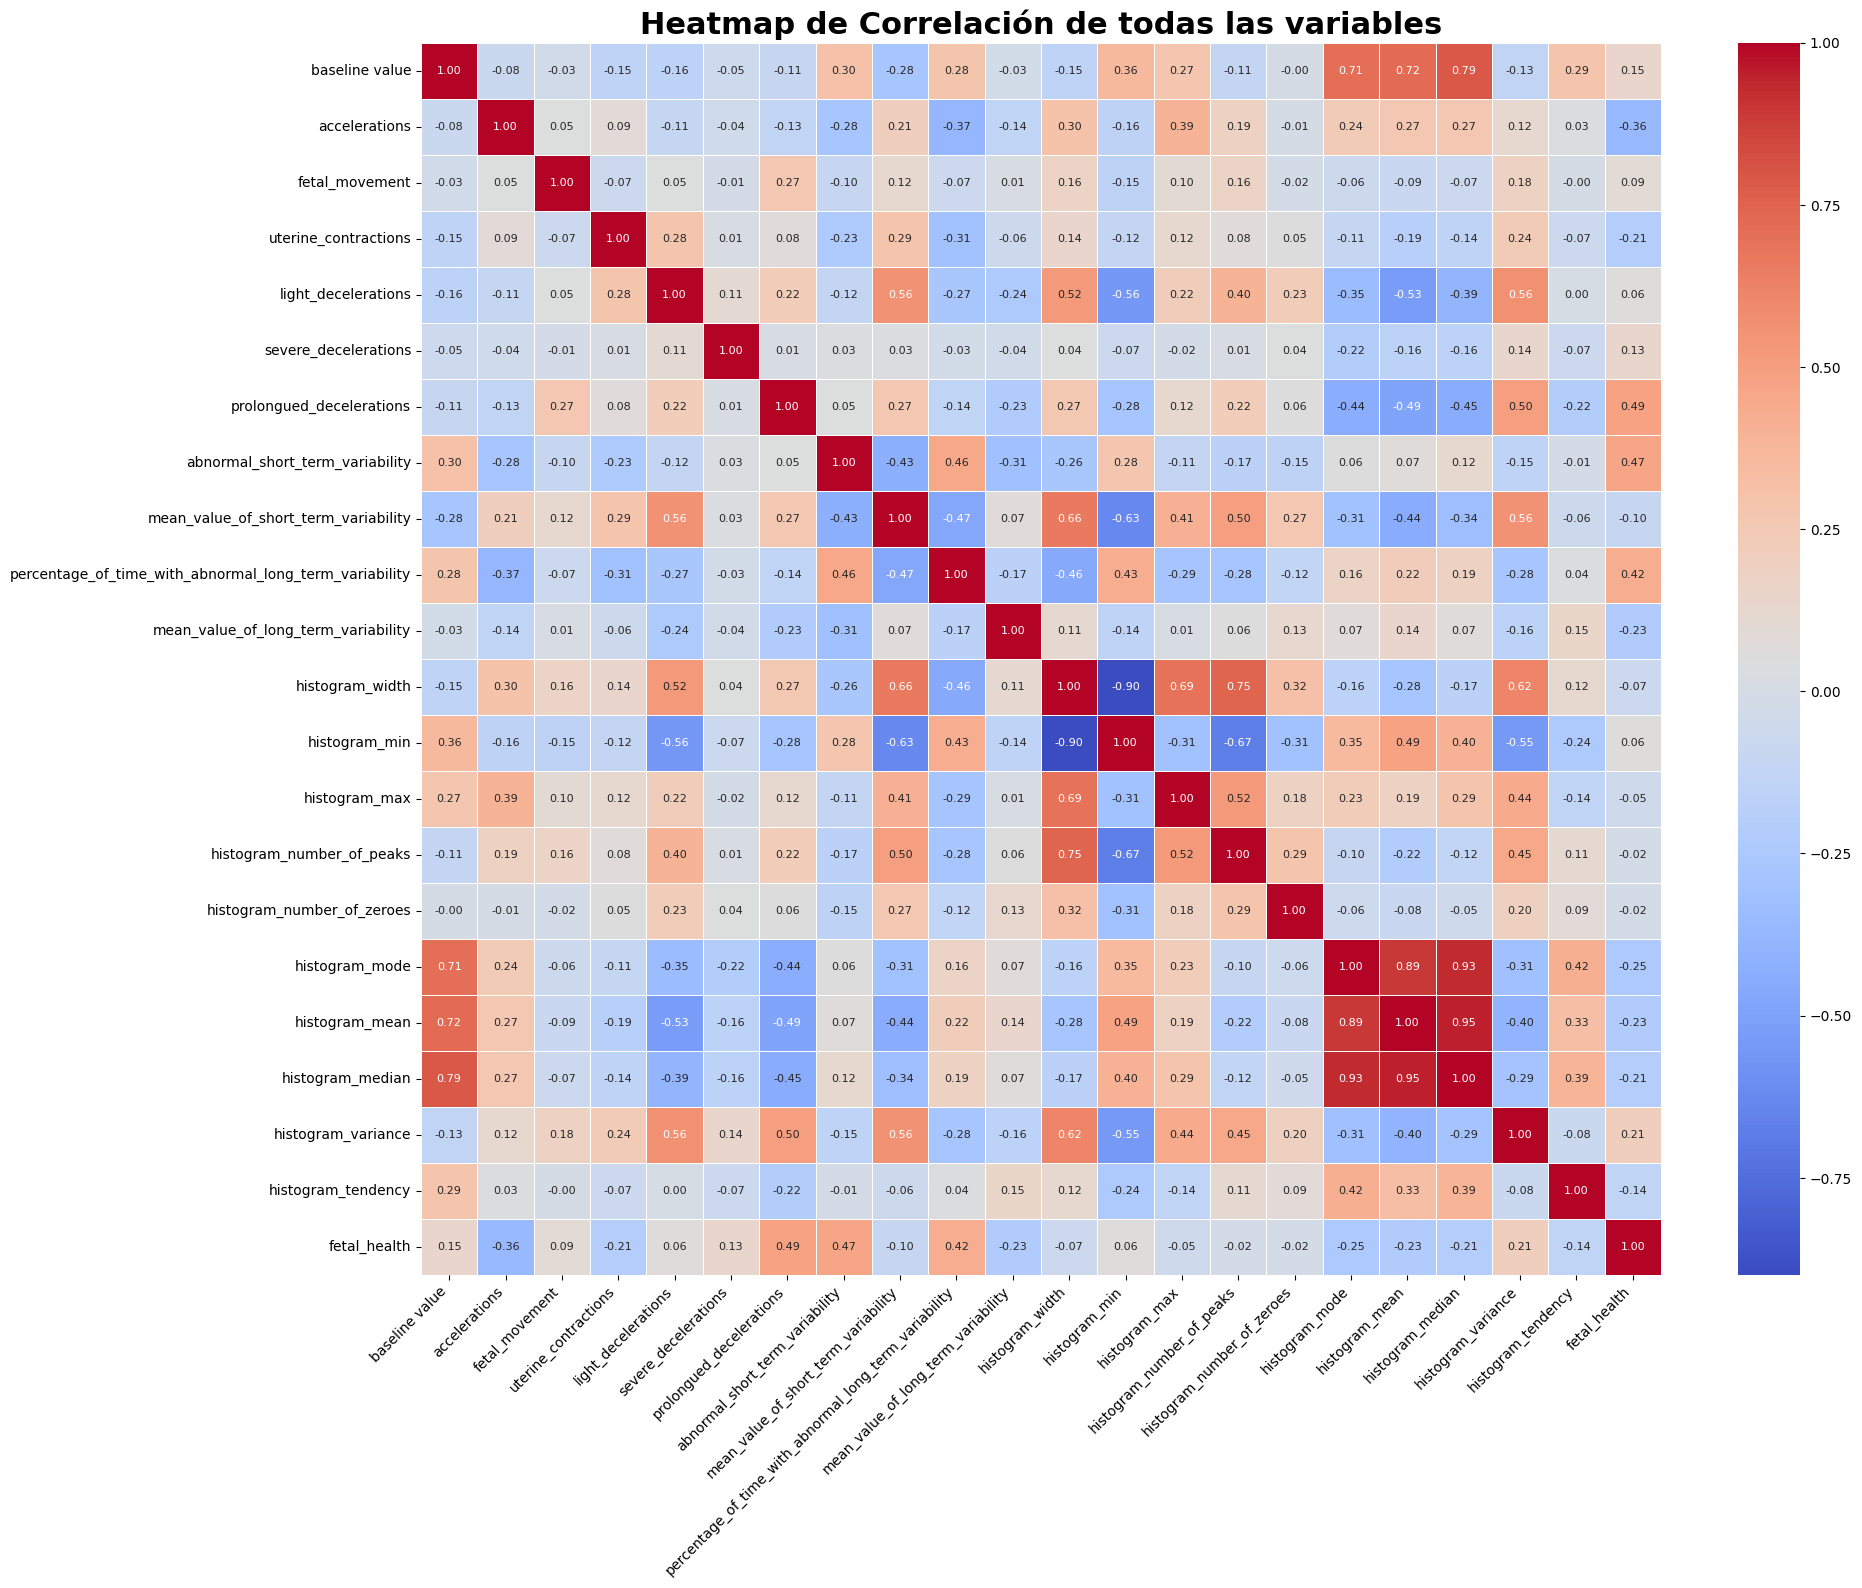 Heatmap de Correlación de todas las variables
baseline value 1.00 -0.08 -0.03 -0.15 -0.16 -0.05 -0.11 0.30 -0.28 0.28 -0.03 -0.15 0.36 0.27 -0.11 -0.00 0.71 0.72 0.79 -0.13 0.29 0.15
accelerations -0.08 1.00 0.05 0.09 -0.11 -0.04 -0.13 -0.28 0.21 -0.37 -0.14 0.30 -0.16 0.39 0.19 -0.01 0.24 0.27 0.27 0.12 0.03 -0.36
fetal_movement -0.03 0.05 1.00 -0.07 0.05 -0.01 0.27 -0.10 0.12 -0.07 0.01 0.16 -0.15 0.10 0.16 -0.02 -0.06 -0.09 -0.07 0.18 -0.00 0.09
uterine_contractions -0.15 0.09 -0.07 1.00 0.28 0.01 0.08 -0.23 0.29 -0.31 -0.06 0.14 -0.12 0.12 0.08 0.05 -0.11 -0.19 -0.14 0.24 -0.07 -0.21
light_decelerations -0.16 -0.11 0.05 0.28 1.00 0.11 0.22 -0.12 0.56 -0.27 -0.24 0.52 -0.56 0.22 0.40 0.23 -0.35 -0.53 -0.39 0.56 0.00 0.06
severe_decelerations -0.05 -0.04 -0.01 0.01 0.11 1.00 0.01 0.03 0.03 -0.03 -0.04 0.04 -0.07 -0.02 0.01 0.04 -0.22 -0.16 -0.16 0.14 -0.07 0.13
prolongued_decelerations -0.11 -0.13 0.27 0.08 0.22 0.01 1.00 0.05 0.27 -0.14 -0.23 0.27 -0.28 0.12 0.22 0.06 -0.44 -0.49 -0.45 0.50 -0.22 0.49
abnormal_short_term_variability 0.30 -0.28 -0.10 -0.23 -0.12 0.03 0.05 1.00 -0.43 0.46 -0.31 -0.26 0.28 -0.11 -0.17 -0.15 0.06 0.07 0.12 -0.15 -0.01 0.47
mean_value_of_short_term_variability -0.28 0.21 0.12 0.29 0.56 0.03 0.27 -0.43 1.00 -0.47 0.07 0.66 -0.63 0.41 0.50 0.27 -0.31 -0.44 -0.34 0.56 -0.06 -0.10
percentage_of_time_with_abnormal_long_term_variability 0.28 -0.37 -0.07 -0.31 -0.27 -0.03 -0.14 0.46 -0.47 1.00 -0.17 -0.46 0.43 -0.29 -0.28 -0.12 0.16 0.22 0.19 -0.28 0.04 0.42
mean_value_of_long_term_variability -0.03 -0.14 0.01 -0.06 -0.24 -0.04 -0.23 -0.31 0.07 -0.17 1.00 0.11 -0.14 0.01 0.06 0.13 0.07 0.14 0.07 -0.16 0.15 -0.23
histogram_width -0.15 0.30 0.16 0.14 0.52 0.04 0.27 -0.26 0.66 -0.46 0.11 1.00 -0.90 0.69 0.75 0.32 -0.16 -0.28 -0.17 0.62 0.12 -0.07
histogram_min 0.36 -0.16 -0.15 -0.12 -0.56 -0.07 -0.28 0.28 -0.63 0.43 -0.14 -0.90 1.00 -0.31 -0.67 -0.31 0.35 0.49 0.40 -0.55 -0.24 0.06
histogram_max 0.27 0.39 0.10 0.12 0.22 -0.02 0.12 -0.11 0.41 -0.29 0.01 0.69 -0.31 1.00 0.52 0.18 0.23 0.19 0.29 0.44 -0.14 -0.05
histogram_number_of_peaks -0.11 0.19 0.16 0.08 0.40 0.01 0.22 -0.17 0.50 -0.28 0.06 0.75 -0.67 0.52 1.00 0.29 -0.10 -0.22 -0.12 0.45 0.11 -0.02
histogram_number_of_zeroes -0.00 -0.01 -0.02 0.05 0.23 0.04 0.06 -0.15 0.27 -0.12 0.13 0.32 -0.31 0.18 0.29 1.00 -0.06 -0.08 -0.05 0.20 0.09 -0.02
histogram_mode 0.71 0.24 -0.06 -0.11 -0.35 -0.22 -0.44 0.06 -0.31 0.16 0.07 -0.16 0.35 0.23 -0.10 -0.06 1.00 0.89 0.93 -0.31 0.42 -0.25
histogram_mean 0.72 0.27 -0.09 -0.19 -0.53 -0.16 -0.49 0.07 -0.44 0.22 0.14 -0.28 0.49 0.19 -0.22 -0.08 0.89 1.00 0.95 -0.40 0.33 -0.23
histogram_median 0.79 0.27 -0.07 -0.14 -0.39 -0.16 -0.45 0.12 -0.34 0.19 0.07 -0.17 0.40 0.29 -0.12 -0.05 0.93 0.95 1.00 -0.29 0.39 -0.21
histogram_variance -0.13 0.12 0.18 0.24 0.56 0.14 0.50 -0.15 0.56 -0.28 -0.16 0.62 -0.55 0.44 0.45 0.20 -0.31 -0.40 -0.29 1.00 -0.08 0.21
histogram_tendency 0.29 0.03 -0.00 -0.07 0.00 -0.07 -0.22 -0.01 -0.06 0.04 0.15 0.12 -0.24 -0.14 0.11 0.09 0.42 0.33 0.39 -0.08 1.00 -0.14
fetal_health 0.15 -0.36 0.09 -0.21 0.06 0.13 0.49 0.47 -0.10 0.42 -0.23 -0.07 0.06 -0.05 -0.02 -0.02 -0.25 -0.23 -0.21 0.21 -0.14 1.00
baseline value
accelerations
fetal_movement
uterine_contractions
light_decelerations
severe_decelerations
prolongued_decelerations
abnormal_short_term_variability
mean_value_of_short_term_variability
percentage_of_time_with_abnormal_long_term_variability
mean_value_of_long_term_variability
histogram_width
histogram_min
histogram_max
histogram_number_of_peaks
histogram_number_of_zeroes
histogram_mode
histogram_mean
histogram_median
histogram_variance
histogram_tendency
fetal_health
1.00
0.75
0.50
0.25
0.00
−0.25
−0.50
−0.75